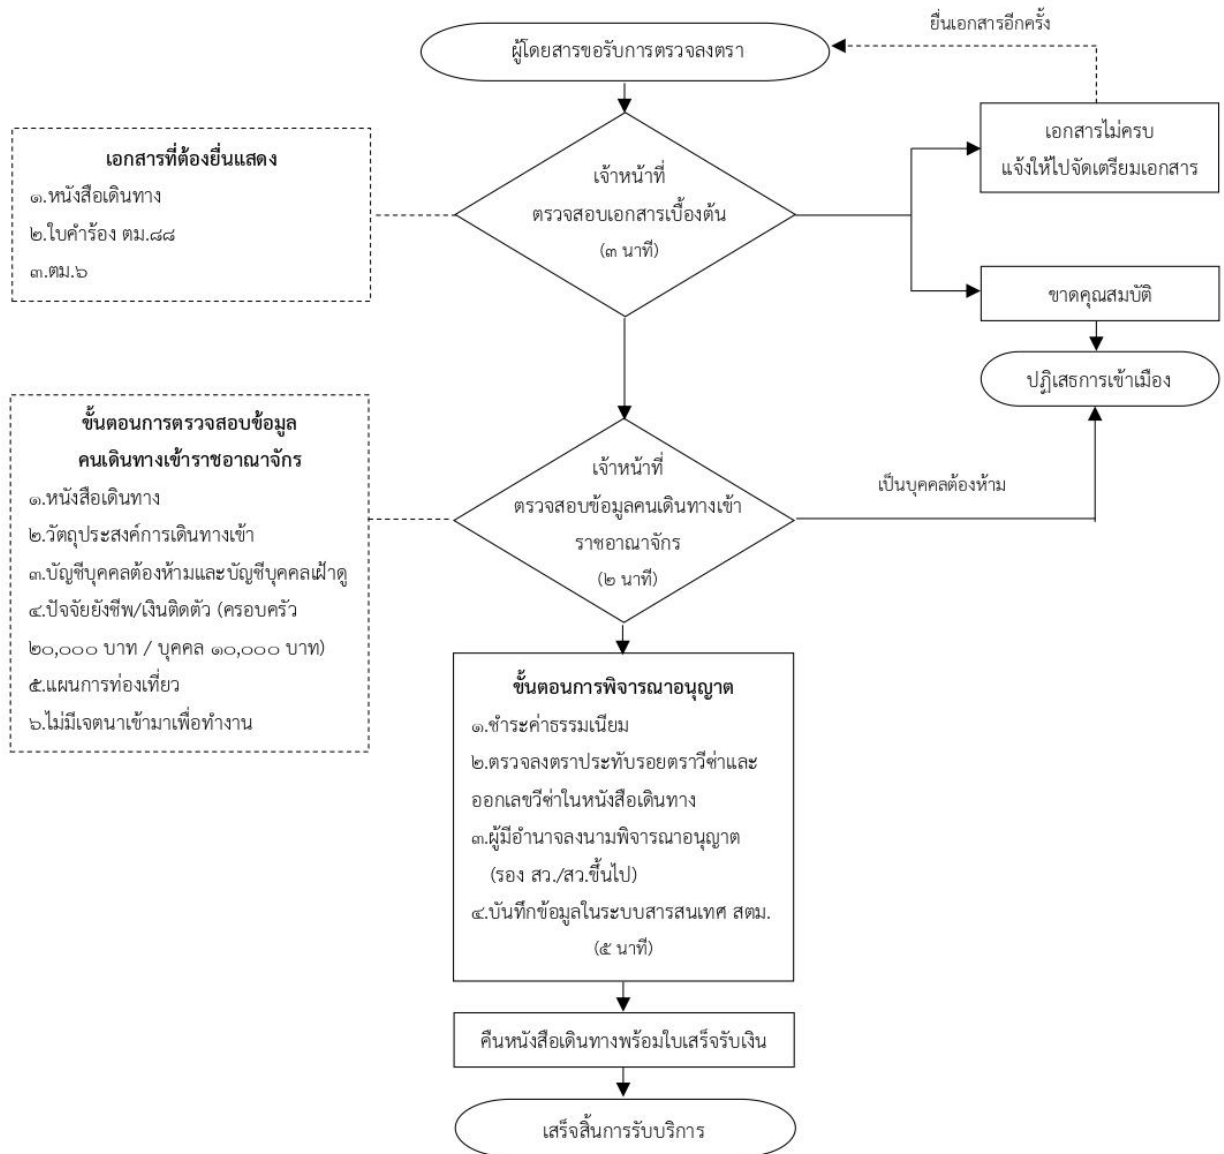 ยื่นเอกสารอีกครั้ง
ผู้โดยสารขอรับการตรวจลงตรา
เอกสารไม่ครบ
แจ้งให้ไปจัดเตรียมเอกสาร
เอกสารที่ต้องยื่นแสดง
๑.หนังสือเดินทาง
๒.ใบคำร้อง ตม.๘๘
๓.ตม.๖
เจ้าหน้าที่
ตรวจสอบเอกสารเบื้องต้น
(๓ นาที)
ขาดคุณสมบัติ
ปฏิเสธการเข้าเมือง
ขั้นตอนการตรวจสอบข้อมูล
คนเดินทางเข้าราชอาณาจักร
๑.หนังสือเดินทาง
๒.วัตถุประสงค์การเดินทางเข้า
๓.บัญชีบุคคลต้องห้ามและบัญชีบุคคลเฝ้าดู
๔.ปัจจัยยังชีพ/เงินติดตัว (ครอบครัว
๒๐,๐๐๐ บาท / บุคคล ๑๐,๐๐๐ บาท)
๕.แผนการท่องเที่ยว
๖.ไม่มีเจตนาเข้ามาเพื่อทำงาน
เจ้าหน้าที่
ตรวจสอบข้อมูลคนเดินทางเข้า
ราชอาณาจักร
(๒ นาที)
เป็นบุคคลต้องห้าม
ขั้นตอนการพิจารณาอนุญาต
๑.ชำระค่าธรรมเนียม
๒.ตรวจลงตราประทับรอยตราวีซ่าและ
ออกเลขวีซ่าในหนังสือเดินทาง
๓.ผู้มีอำนาจลงนามพิจารณาอนุญาต
(รอง สว./สว.ขึ้นไป)
๔.บันทึกข้อมูลในระบบสารสนเทศ สตม.
(๕ นาที)
คืนหนังสือเดินทางพร้อมใบเสร็จรับเงิน
เสร็จสิ้นการรับบริการ